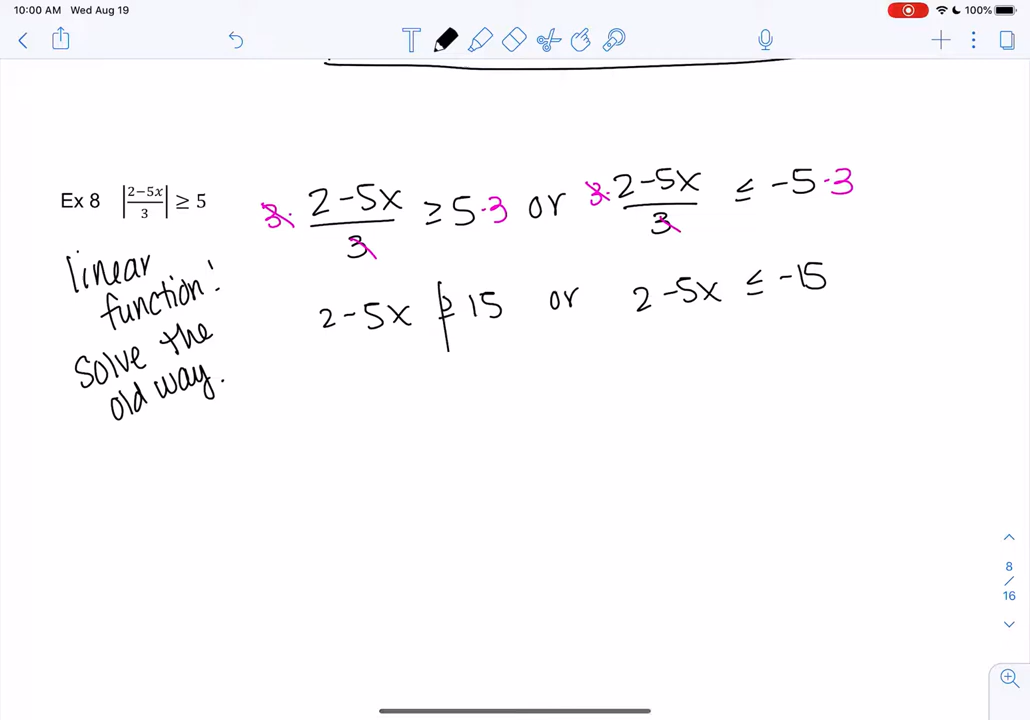 10:00 AM Wed Aug 19
100%
T
Ex 8 |2−5x/3| ≥ 5
3· 2-5x/3 ≥ 5·3 or 3· 2-5x/3 ≤ -5·3
linear
function:
solve the
old way.
2-5x ≥ 15 or 2-5x ≤ -15
8
/
16